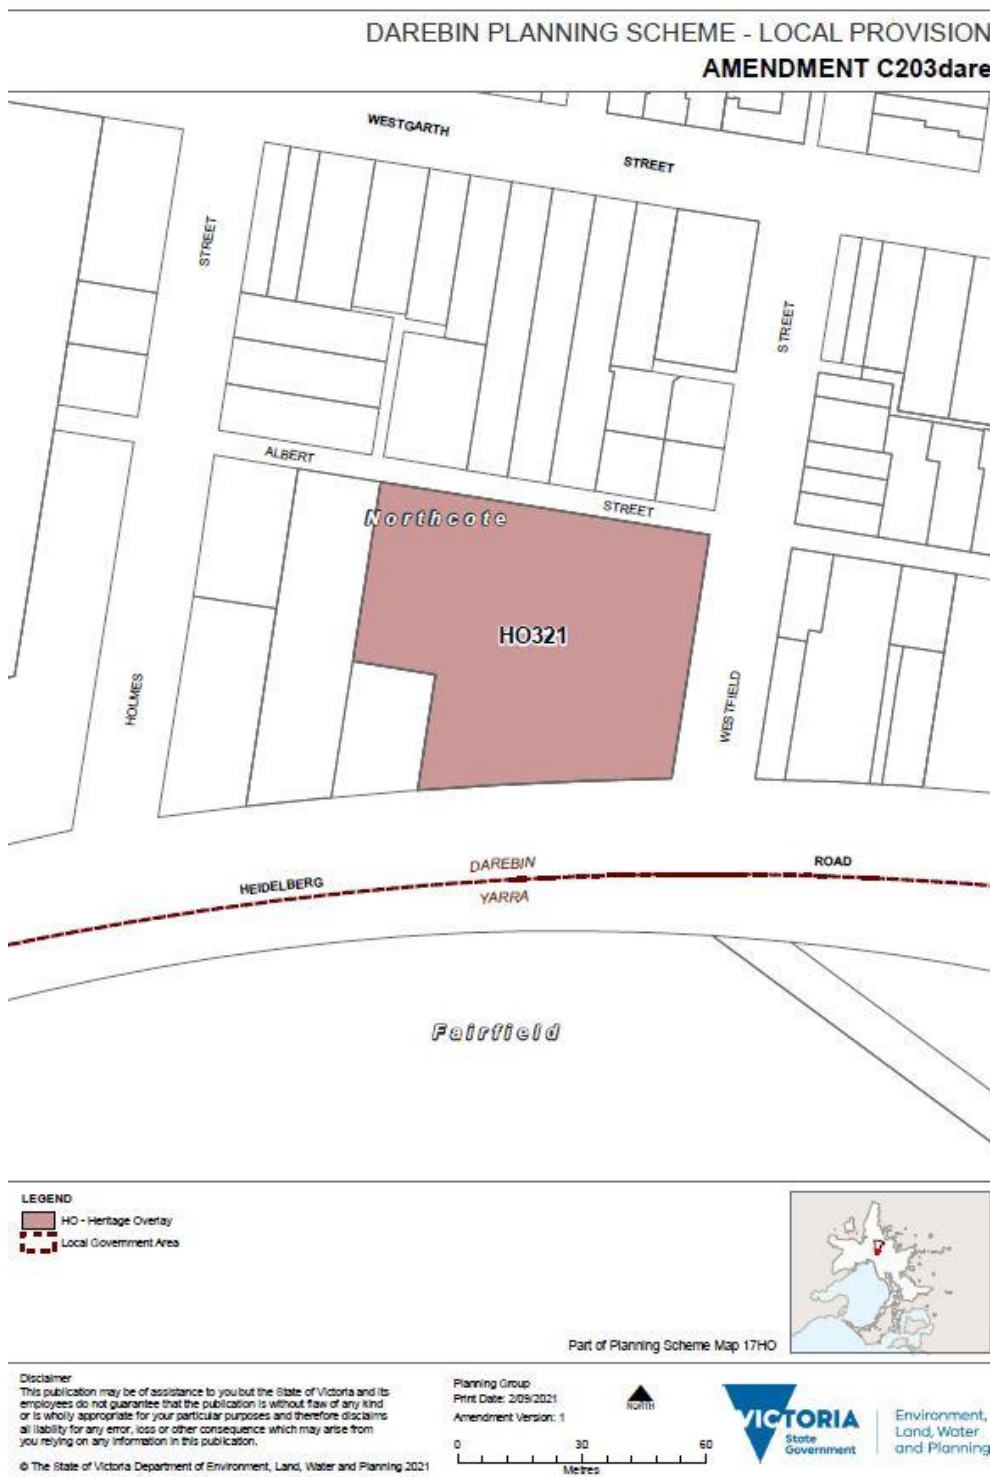 DAREBIN PLANNING SCHEME - LOCAL PROVISION
AMENDMENT C203dare
WESTGARTH
STREET
STREET
STREET
ALBERT
STREET
Northcote
HO321
HOLMES
WESTFIELD
HEIDELBERG
DAREBIN
ROAD
YARRA
Fairfield
LEGEND
HO - Heritage Overlay
Local Government Area
Part of Planning Scheme Map 17HO
Disclaimer
This publication may be of assistance to you but the State of Victoria and its
employees do not guarantee that the publication is without flaw of any kind
or is wholly appropriate for your particular purposes and therefore disclaims
all liability for any error, loss or other consequence which may arise from
you relying on any information in this publication.
© The State of Victoria Department of Environment, Land, Water and Planning 2021
Planning Group
Print Date: 2/09/2021
Amendment Version: 1
NORTH
0 30 60
Metres
VICTORIA
State
Government
Environment,
Land, Water
and Planning